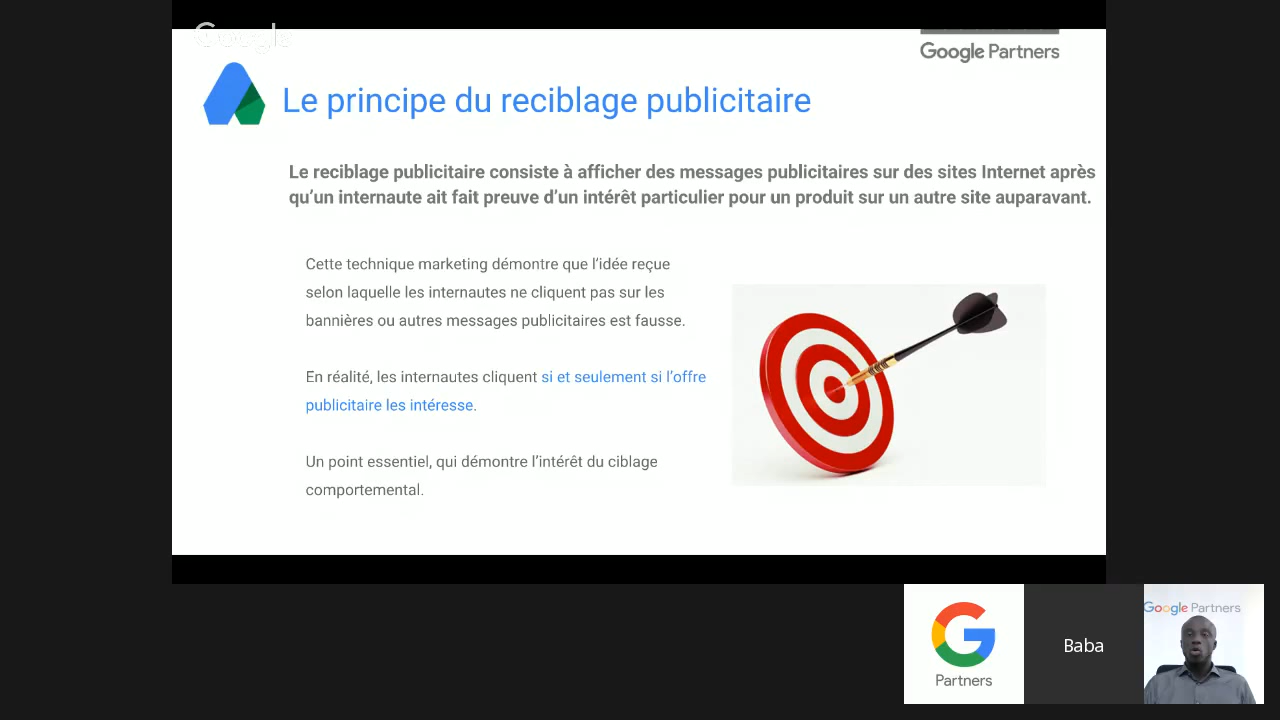 Google
Google Partners
Le principe du reciblage publicitaire
Le reciblage publicitaire consiste à afficher des messages publicitaires sur des sites Internet après
qu’un internaute ait fait preuve d’un intérêt particulier pour un produit sur un autre site auparavant.
Cette technique marketing démontre que l’idée reçue
selon laquelle les internautes ne cliquent pas sur les
bannières ou autres messages publicitaires est fausse.
En réalité, les internautes cliquent si et seulement si l’offre
publicitaire les intéresse.
Un point essentiel, qui démontre l’intérêt du ciblage
comportemental.
Partners
Baba
Google Partners